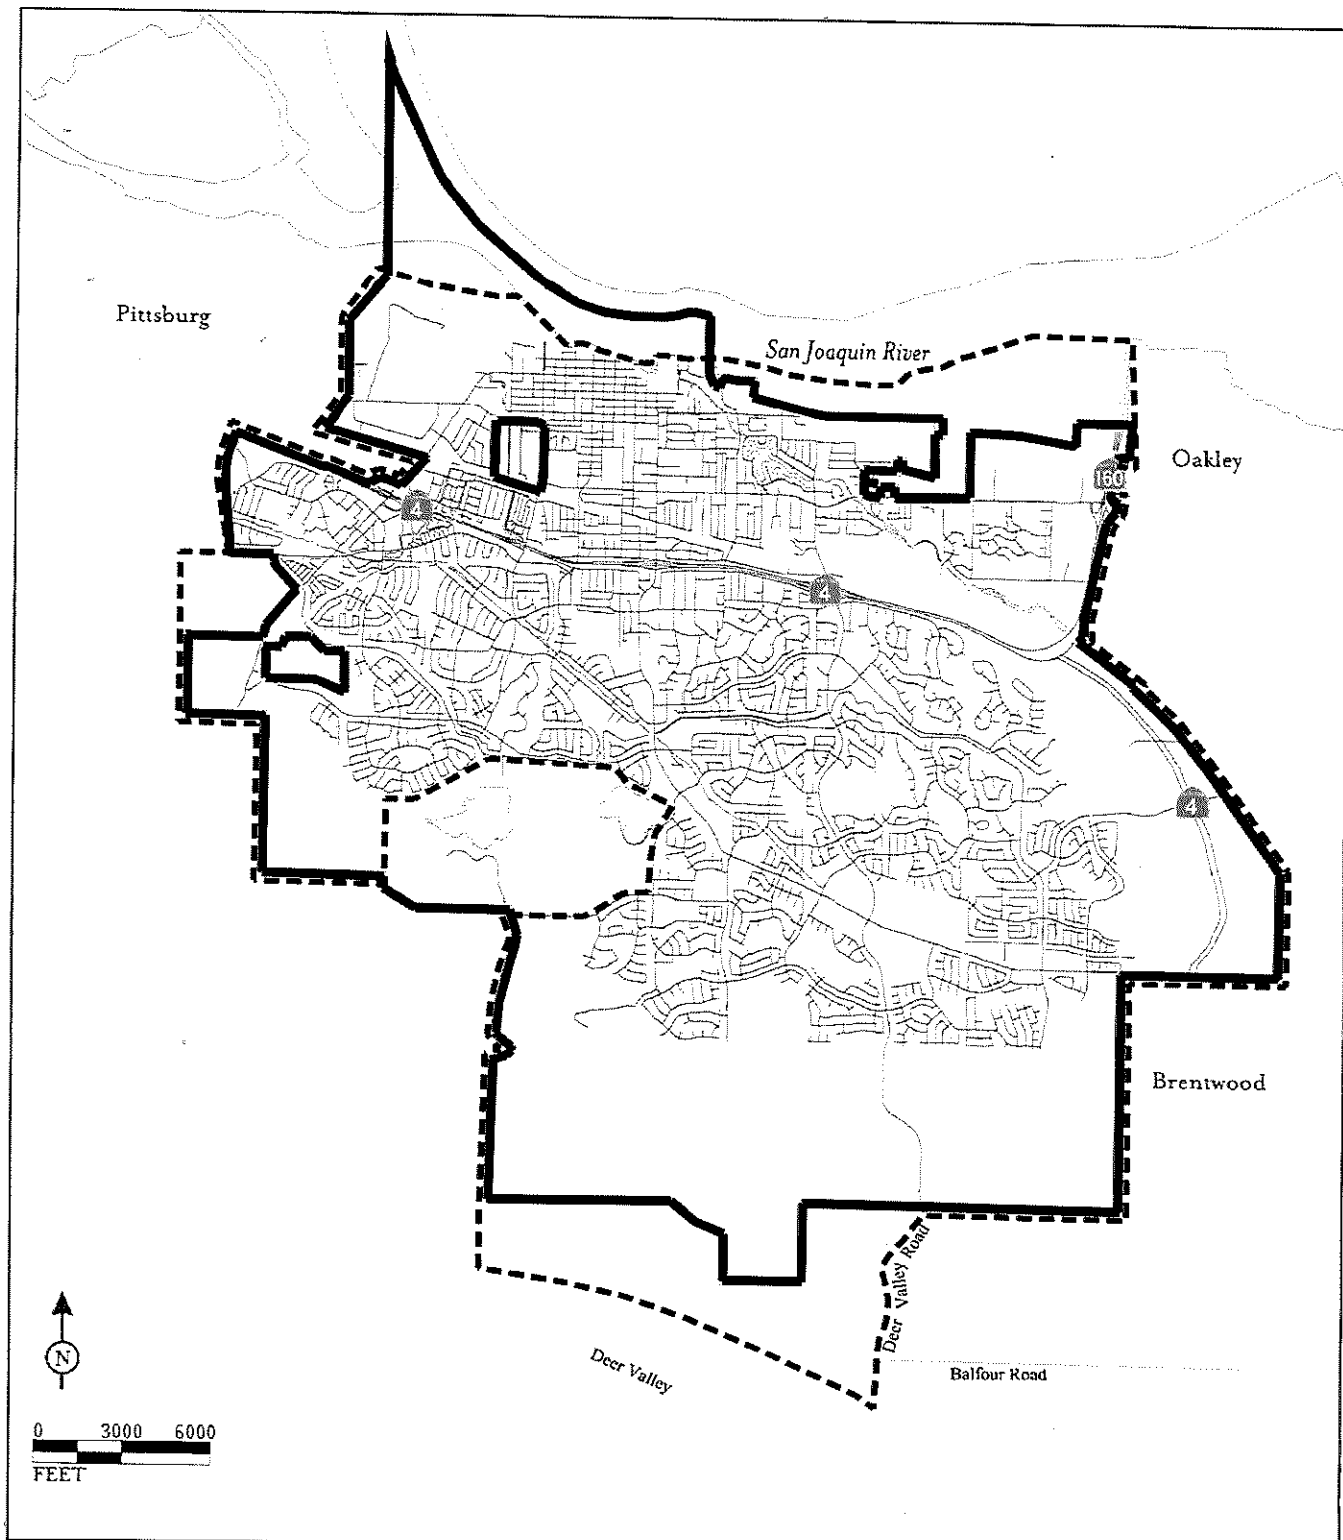 Pittsburg
San Joaquin River
Oakley
160
4
4
4
Brentwood
Deer Valley Road
Deer Valley
Balfour Road
N
0 3000 6000
FEET